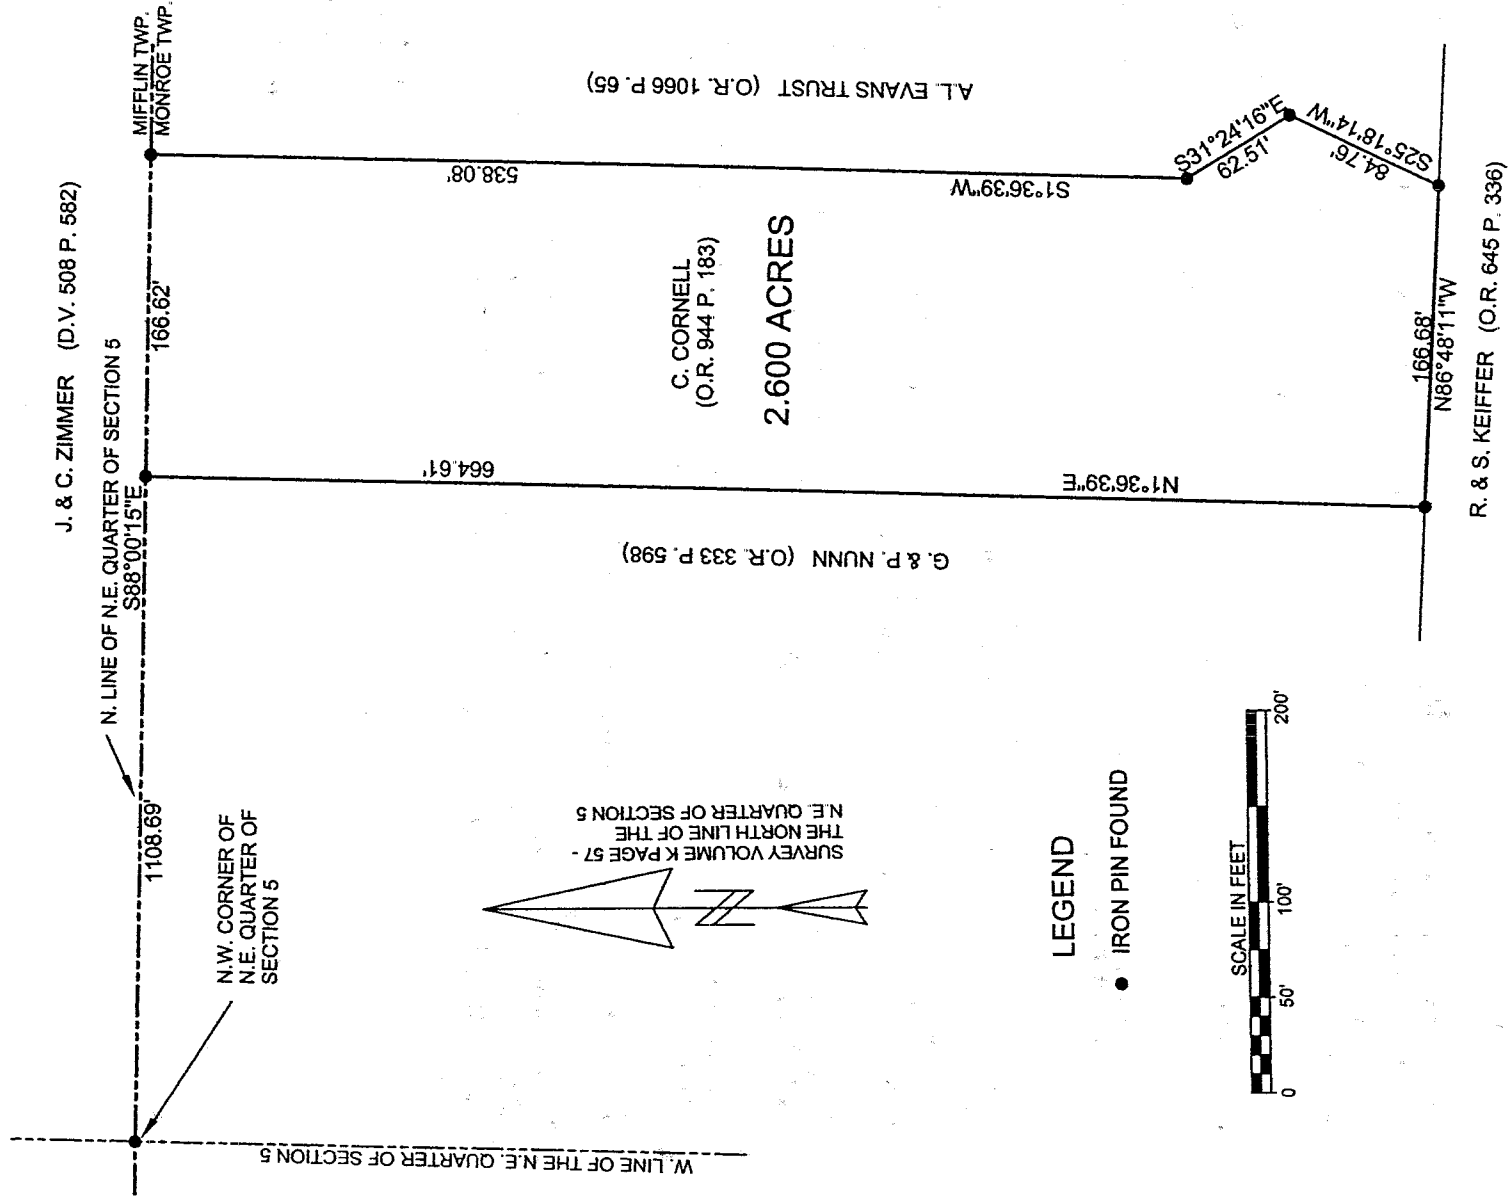 MIFFLIN TWP.
MONROE TWP.
J. & C. ZIMMER (D.V. 508 P. 582)
N. LINE OF N.E. QUARTER OF SECTION 5
S88°00'15"E
166.62'
1108.69'
N.W. CORNER OF
N.E. QUARTER OF
SECTION 5
W. LINE OF THE N.E. QUARTER OF SECTION 5
A.L. EVANS TRUST (O.R. 1066 P. 65)
538.08'
S1°36'39"W
S31°24'16"E
62.51'
S25°18'14"W
84.76'
C. CORNELL
(O.R. 944 P. 183)
2.600 ACRES
664.61'
N1°36'39"E
G. & P. NUNN (O.R. 333 P. 598)
166.68'
N86°48'11"W
R. & S. KEIFFER (O.R. 645 P. 336)
SURVEY VOLUME K PAGE 57 -
THE NORTH LINE OF THE
N.E. QUARTER OF SECTION 5
N
LEGEND
IRON PIN FOUND
SCALE IN FEET
0 50' 100' 200'